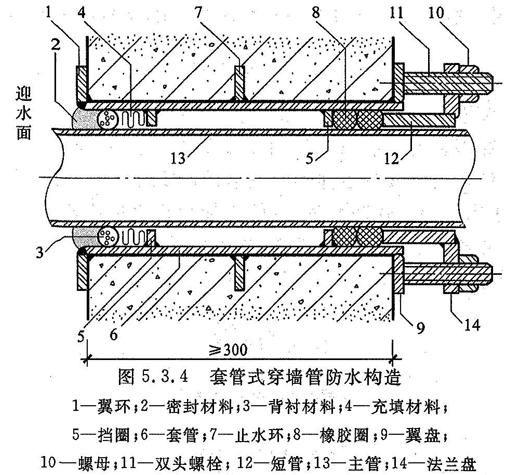 1 4 7 8 11 10
2
迎水面
13 5 12
3
5 6 9 14
≥300
图 5.3.4 套管式穿墙管防水构造
1—翼环;2—密封材料;3—背衬材料;4—充填材料;
5—挡圈;6—套管;7—止水环;8—橡胶圈;9—翼盘;
10—螺母;11—双头螺栓;12—短管;13—主管;14—法兰盘